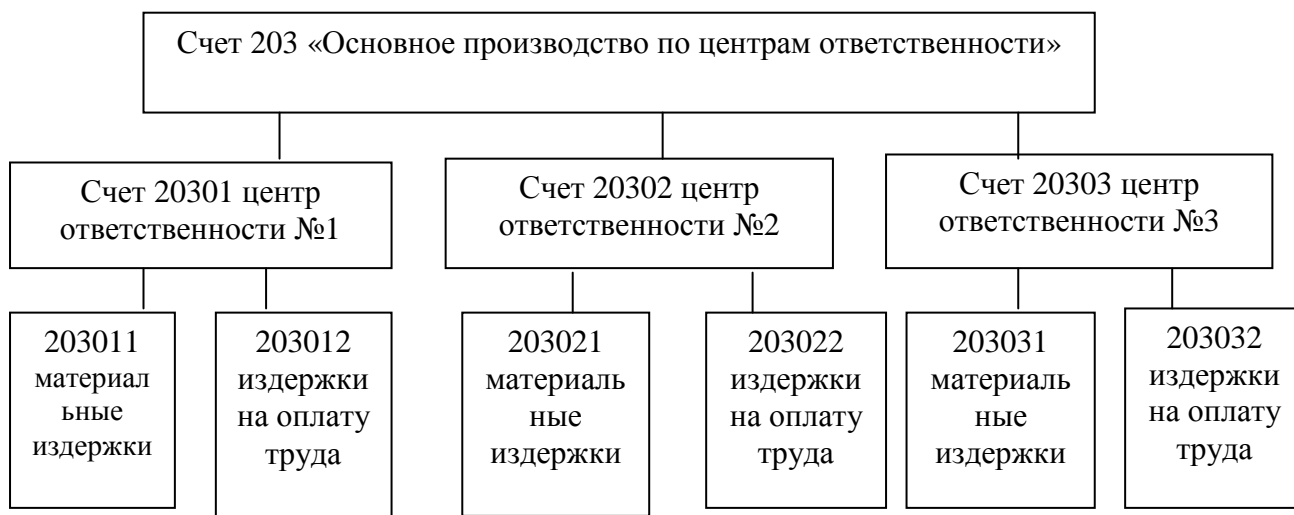 Счет 203 «Основное производство по центрам ответственности»
Счет 20301 центр
ответственности №1
Счет 20302 центр
ответственности №2
Счет 20303 центр
ответственности №3
203011
материал
ьные
издержки
203012
издержки
на оплату
труда
203021
материаль
ные
издержки
203022
издержки
на оплату
труда
203031
материаль
ные
издержки
203032
издержки
на оплату
труда